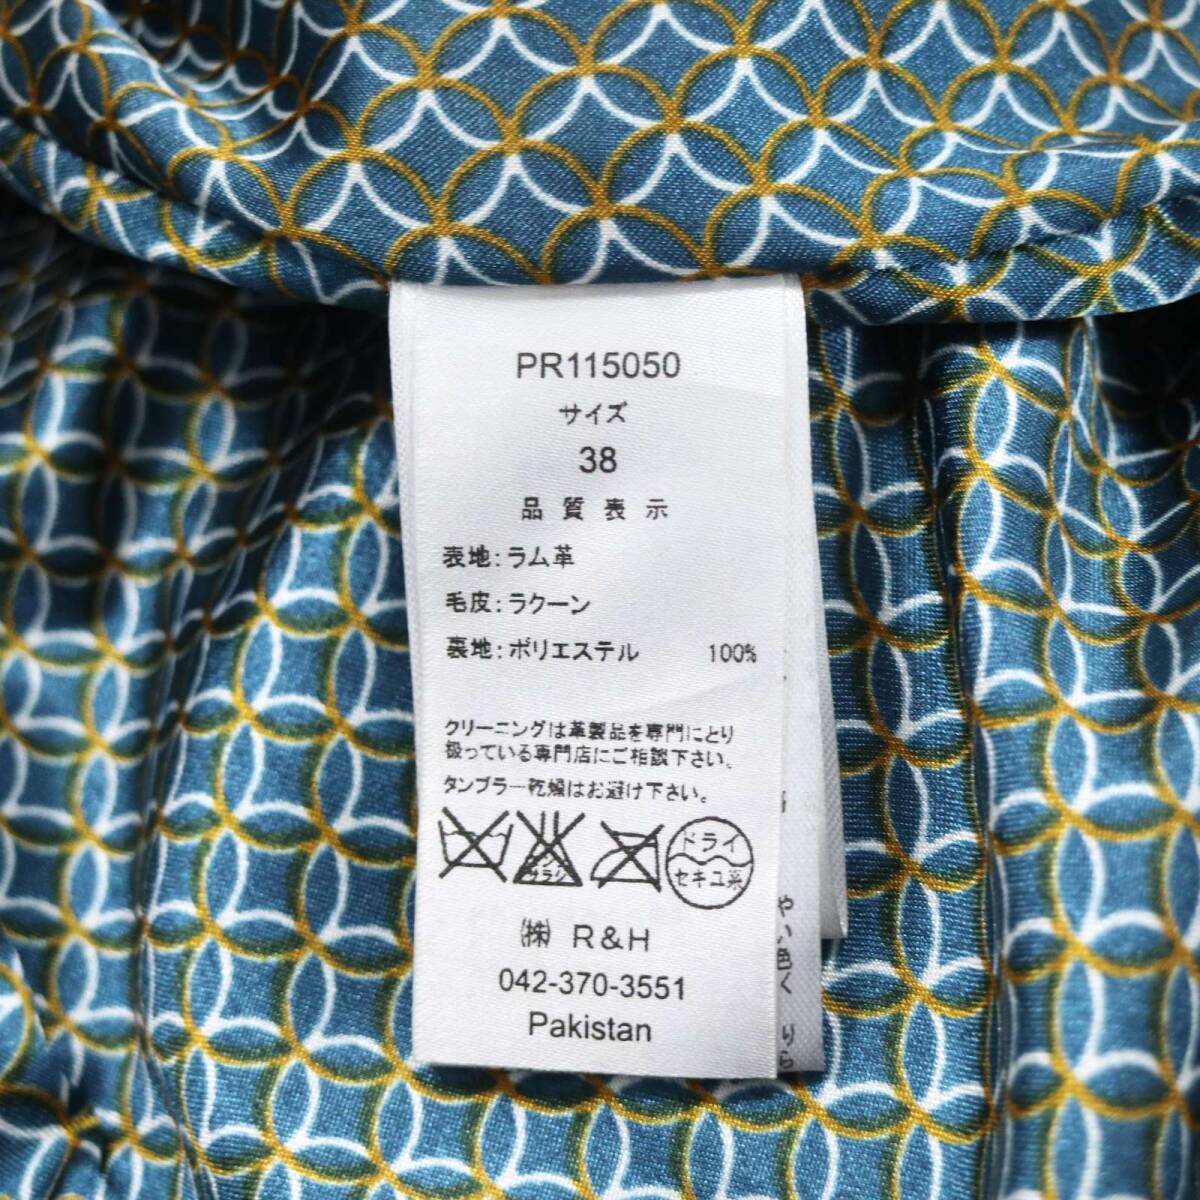 PR115050
サイズ
38
品質表示
表地:ラム革
毛皮:ラクーン
裏地:ポリエステル 100%
クリーニングは革製品を専門にとり
扱っている専門店にご相談下さい。
タンブラー乾燥はお避け下さい。
ドライ
セキユ系
㈱ R&H
042-370-3551
Pakistan